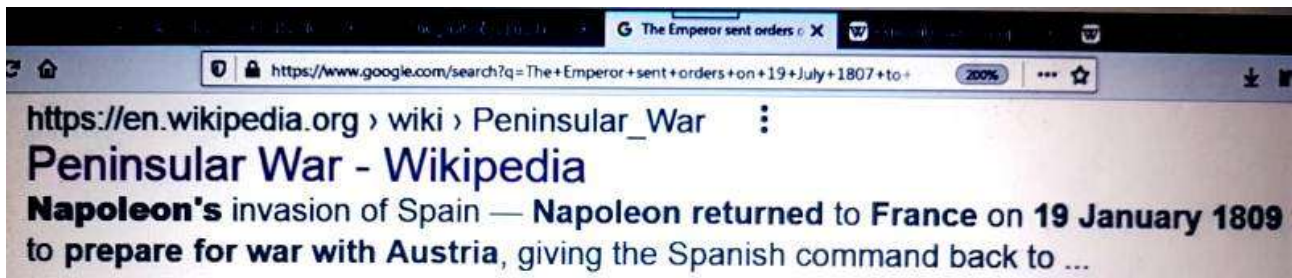 G The Emperor sent orders o X W W
https://www.google.com/search?q=The+Emperor+sent+orders+on+19+July+1807+to+ 200% ...
https://en.wikipedia.org › wiki › Peninsular_War
Peninsular War - Wikipedia
Napoleon's invasion of Spain — Napoleon returned to France on 19 January 1809
to prepare for war with Austria, giving the Spanish command back to ...